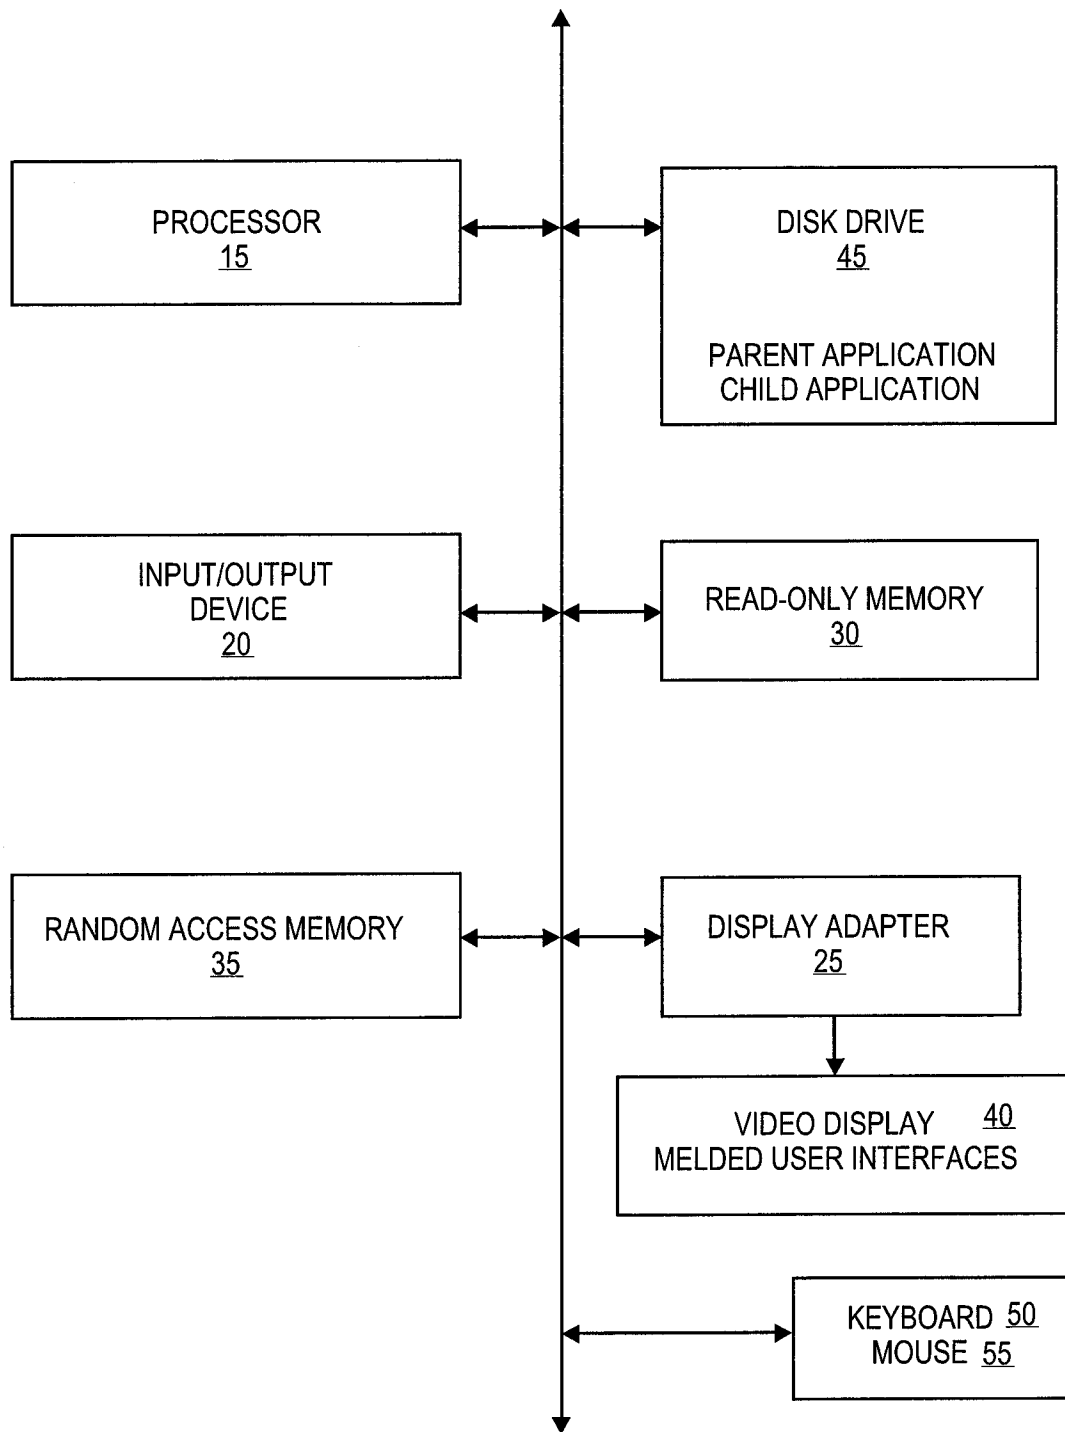 PROCESSOR
15
DISK DRIVE
45
PARENT APPLICATION
CHILD APPLICATION
INPUT/OUTPUT
DEVICE
20
READ-ONLY MEMORY
30
RANDOM ACCESS MEMORY
35
DISPLAY ADAPTER
25
VIDEO DISPLAY 40
MELDED USER INTERFACES
KEYBOARD 50
MOUSE 55